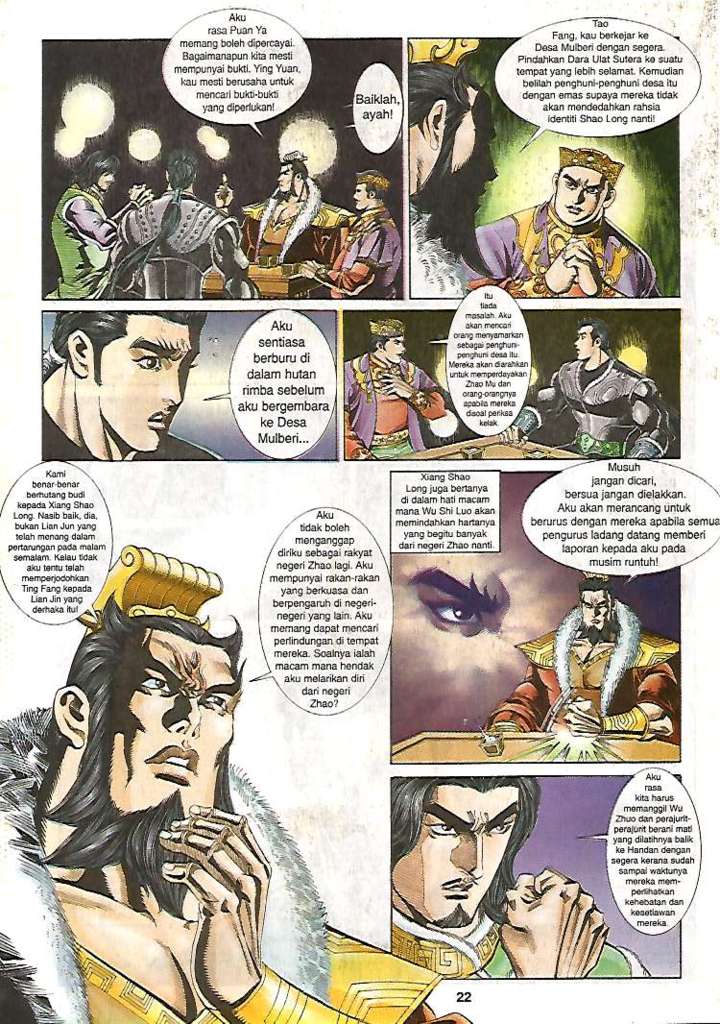 Aku
rasa Puan Ya
memang boleh dipercayai.
Bagaimanapun kita mesti
mempunyai bukti. Ying Yuan,
kau mesti berusaha untuk
mencari bukti-bukti
yang diperlukan!
Baiklah,
ayah!
Tao
Fang, kau berkejar ke
Desa Mulberi dengan segera.
Pindahkan Dara Ulat Sutera ke suatu
tempat yang lebih selamat. Kemudian
belilah penghuni-penghuni desa itu
dengan emas supaya mereka tidak
akan mendedahkan rahsia
identiti Shao Long nanti!
Aku
sentiasa
berburu di
dalam hutan
rimba sebelum
aku bergembara
ke Desa
Mulberi...
Itu
tiada
masalah. Aku
akan mencari
orang menyamar
sebagai penghuni-
penghuni desa itu.
Mereka akan diarahkan
untuk memperdayakan
Zhao Mu dan
orang-orangnya
apabila mereka
disoal periksa
kelak.
Kami
benar-benar
berhutang budi
kepada Xiang Shao
Long. Nasib baik, dia,
bukan Lian Jun yang
telah menang dalam
pertarungan pada malam
semalam. Kalau tidak
aku tentu telah
memperjodohkan
Ting Fang kepada
Lian Jin yang
derhaka itu!
Aku
tidak boleh
menganggap
diriku sebagai rakyat
negeri Zhao lagi. Aku
mempunyai rakan-rakan
yang berkuasa dan
berpengaruh di negeri-
negeri yang lain. Aku
memang dapat mencari
perlindungan di tempat
mereka. Soalnya ialah
macam mana hendak
aku melarikan diri
dari negeri
Zhao?
Xiang Shao
Long juga bertanya
di dalam hati macam
mana Wu Shi Luo akan
memindahkan hartanya
yang begitu banyak
dari negeri Zhao nanti.
Musuh
jangan dicari,
bersua jangan dielakkan.
Aku akan merancang untuk
berurus dengan mereka apabila semua
pengurus ladang datang memberi
laporan kepada aku pada
musim runtuh!
Aku
rasa
kita harus
memanggil Wu
Zhuo dan perajurit-
perajurit berani mati
yang dilatihnya balik
ke Handan dengan
segera kerana sudah
sampai waktunya
mereka mem-
perlihatkan
kehebatan dan
kesetiawan
mereka.
22